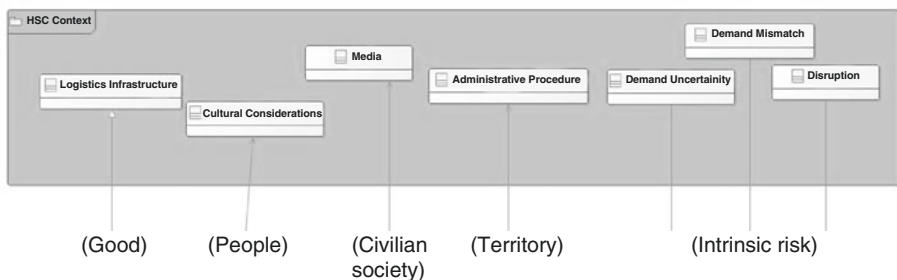 HSC Context
Demand Mismatch
Media
Logistics Infrastructure
Administrative Procedure
Demand Uncertainity
Disruption
Cultural Considerations
(Good)
(People)
(Civilian
society)
(Territory)
(Intrinsic risk)